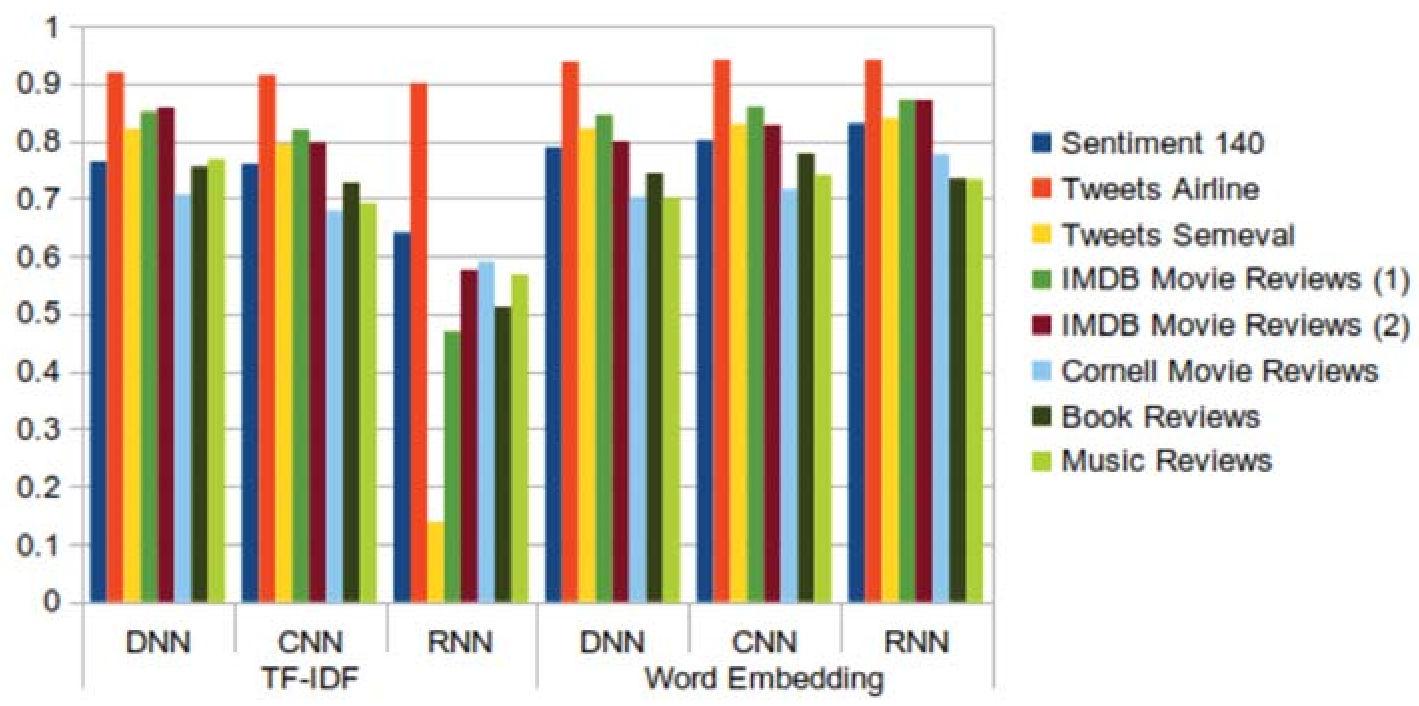 1
0.9
0.8
0.7
0.6
0.5
0.4
0.3
0.2
0.1
0
DNN CNN RNN DNN CNN RNN
TF-IDF Word Embedding
Sentiment 140
Tweets Airline
Tweets Semeval
IMDB Movie Reviews (1)
IMDB Movie Reviews (2)
Cornell Movie Reviews
Book Reviews
Music Reviews